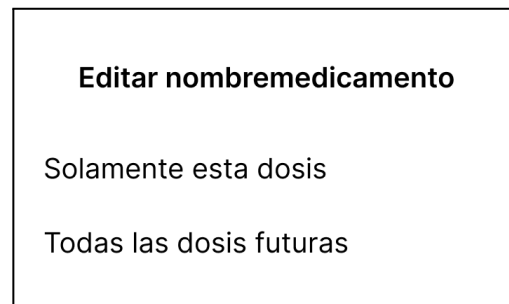 Editar nombremedicamento
Solamente esta dosis
Todas las dosis futuras